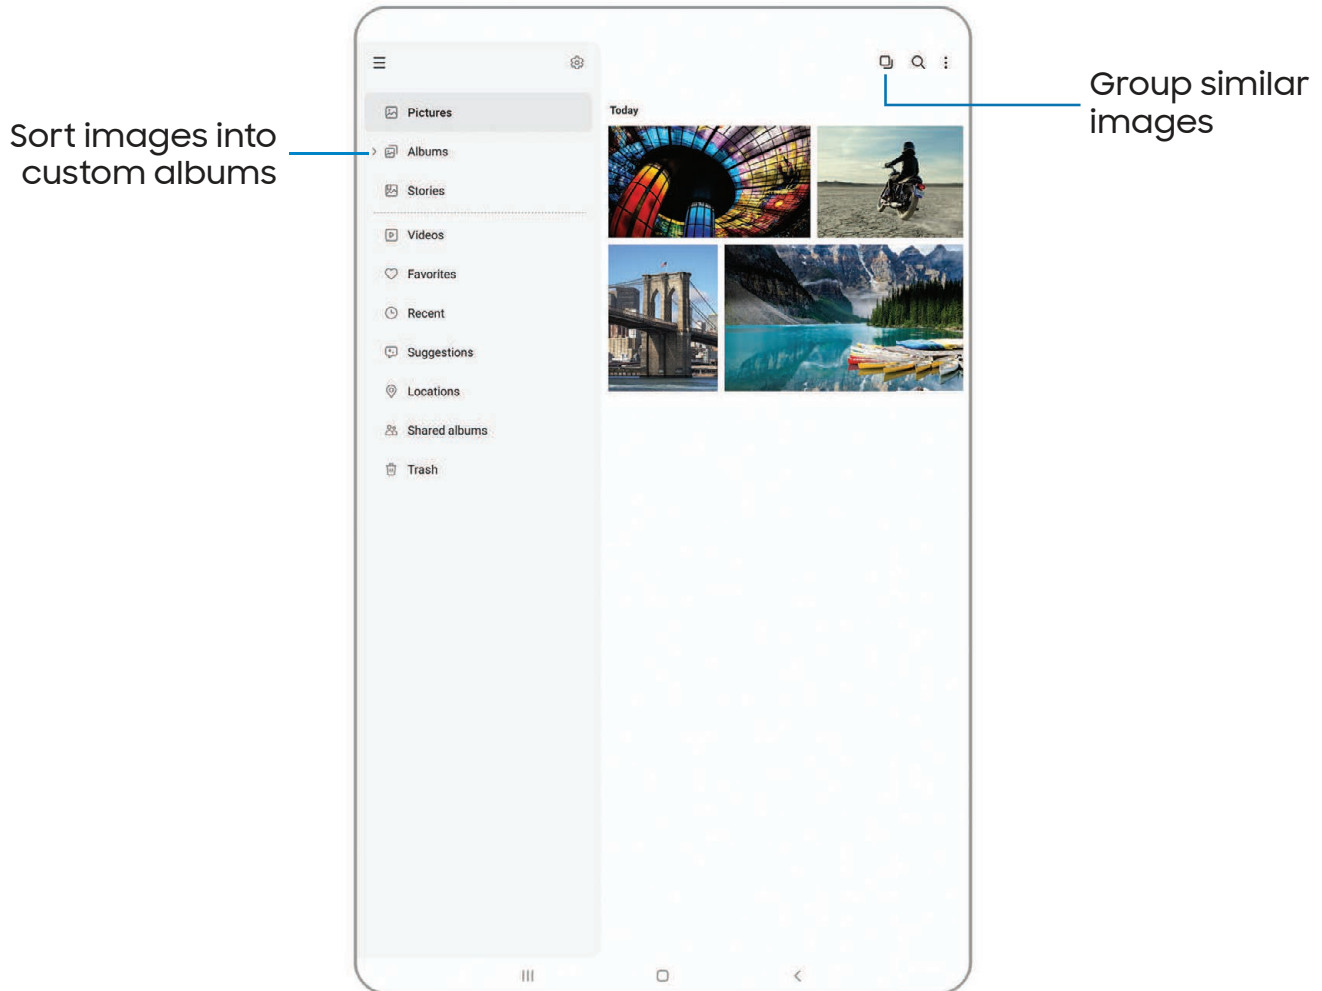 Sort images into
custom albums
Pictures
Albums
Stories
Videos
Favorites
Recent
Suggestions
Locations
Shared albums
Trash
Today
Group similar
images